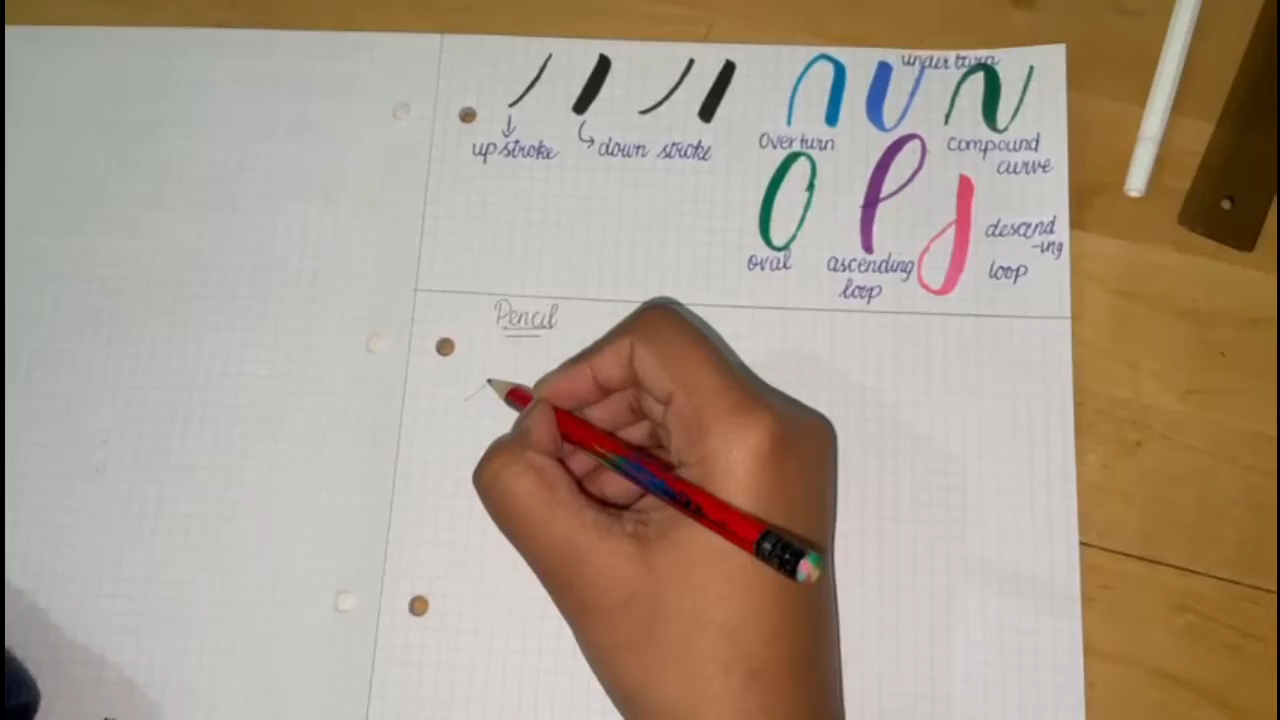 under turn
up stroke
down stroke
Over turn
compound
curve
oval
ascending
loop
descend
-ing
loop
Pencil